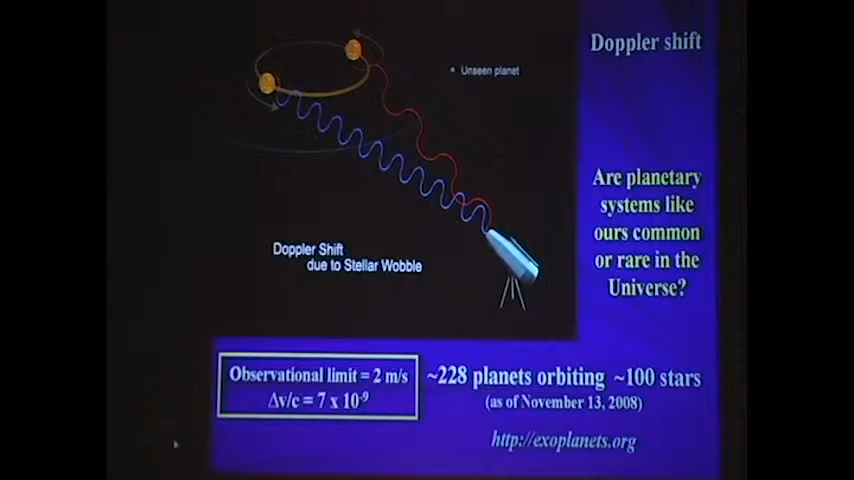 Doppler shift
Unseen planet
Are planetary
systems like
ours common
or rare in the
Universe?
Doppler Shift
due to Stellar Wobble
Observational limit = 2 m/s
Δv/c = 7 x 10⁻⁹
~228 planets orbiting ~100 stars
(as of November 13, 2008)
http://exoplanets.org